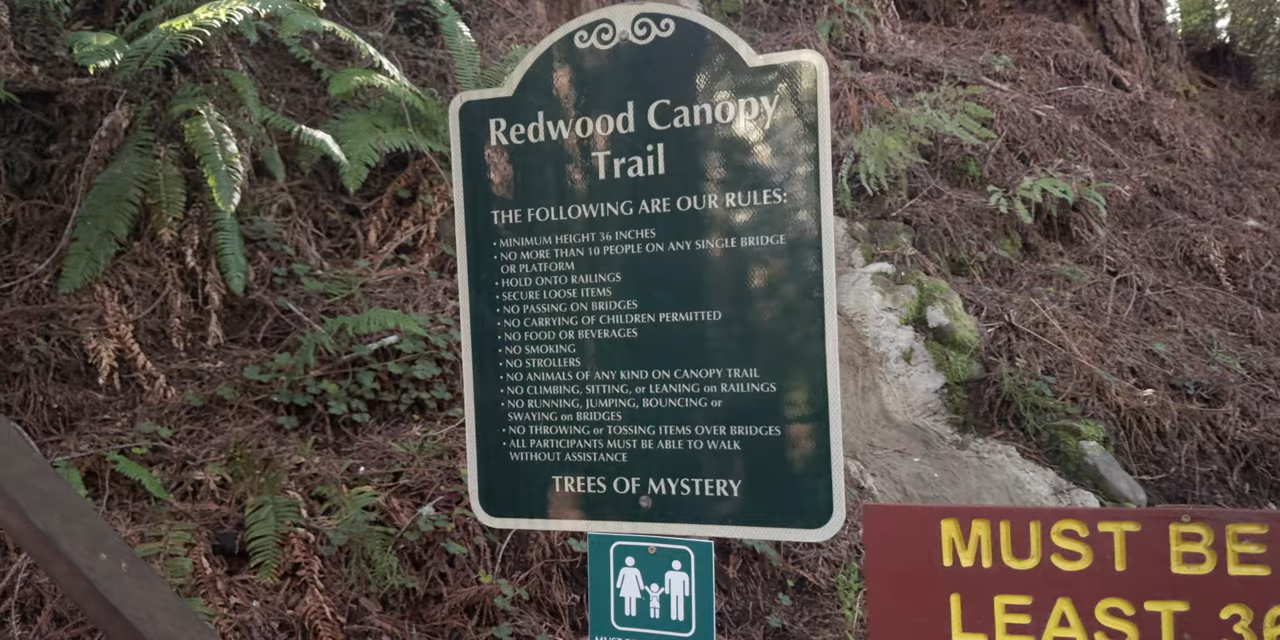 Redwood Canopy
Trail
THE FOLLOWING ARE OUR RULES:
• MINIMUM HEIGHT 36 INCHES
• NO MORE THAN 10 PEOPLE ON ANY SINGLE BRIDGE
OR PLATFORM
• HOLD ONTO RAILINGS
• SECURE LOOSE ITEMS
• NO PASSING ON BRIDGES
• NO CARRYING OF CHILDREN PERMITTED
• NO FOOD OR BEVERAGES
• NO SMOKING
• NO STROLLERS
• NO ANIMALS OF ANY KIND ON CANOPY TRAIL
• NO CLIMBING, SITTING, or LEANING on RAILINGS
• NO RUNNING, JUMPING, BOUNCING or
SWAYING on BRIDGES
• NO THROWING or TOSSING ITEMS OVER BRIDGES
• ALL PARTICIPANTS MUST BE ABLE TO WALK
WITHOUT ASSISTANCE
TREES OF MYSTERY
MUST BE
LEAST 36